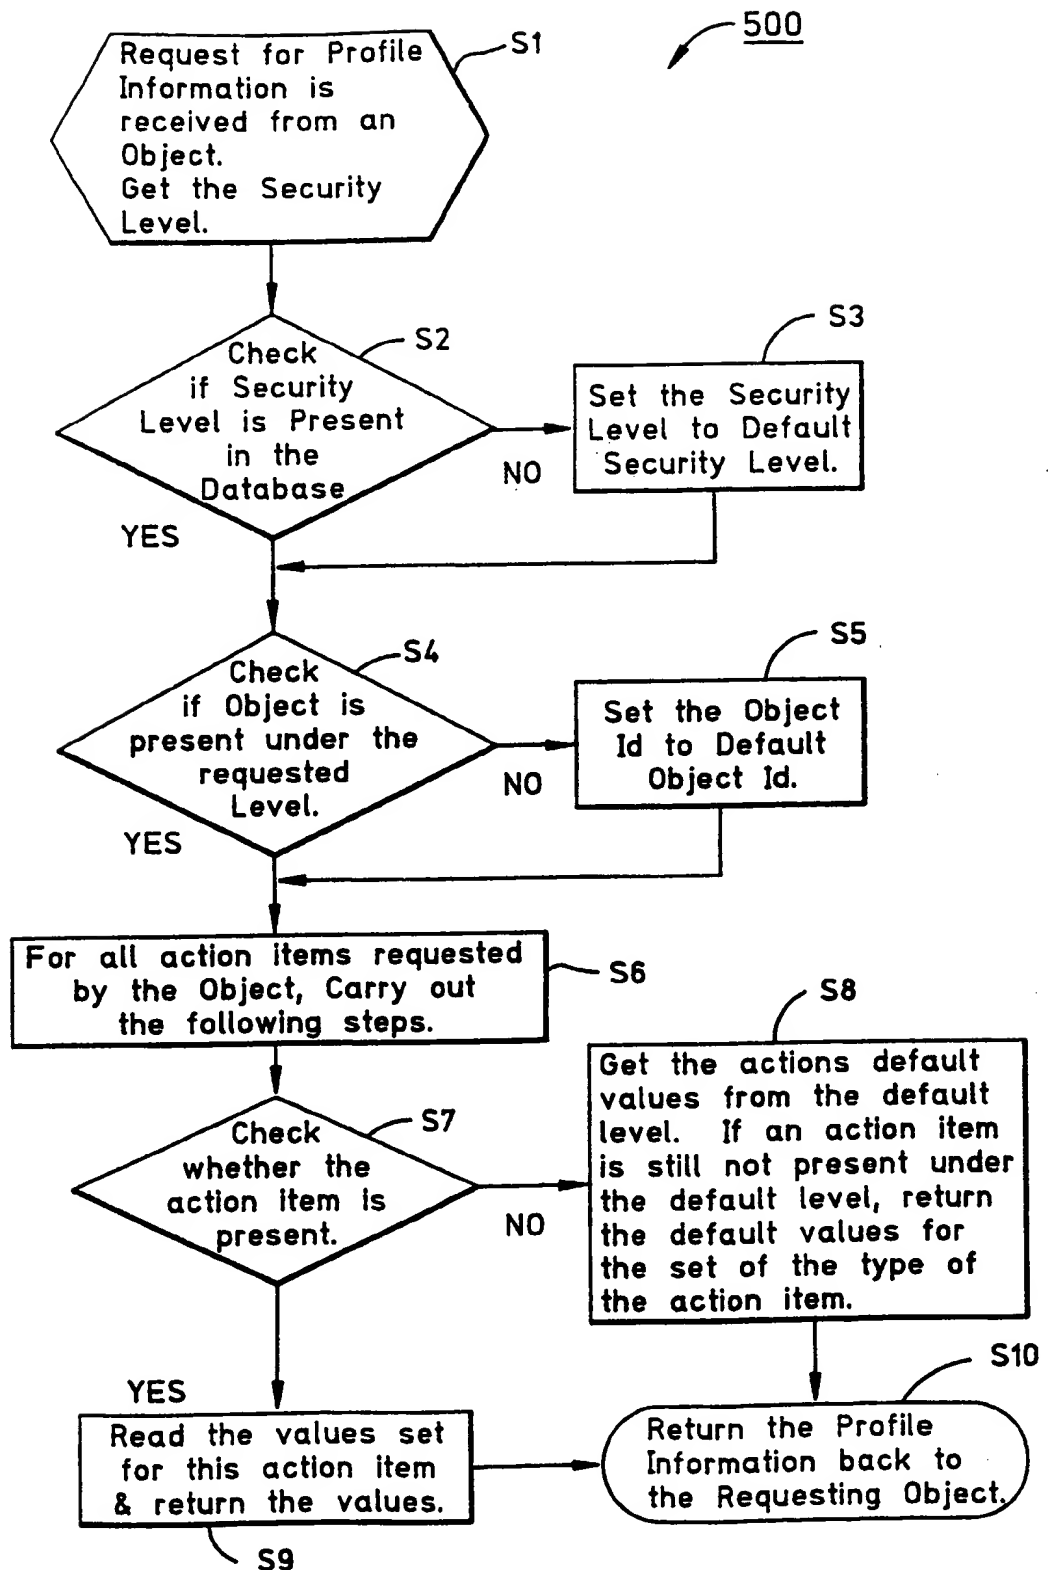 500
S1
Request for Profile
Information is
received from an
Object.
Get the Security
Level.
S2
Check
if Security
Level is Present
in the
Database
NO
YES
S3
Set the Security
Level to Default
Security Level.
S4
Check
if Object is
present under the
requested
Level.
NO
YES
S5
Set the Object
Id to Default
Object Id.
For all action items requested
by the Object, Carry out
the following steps.
S6
S7
Check
whether the
action item is
present.
NO
YES
S8
Get the actions default
values from the default
level. If an action item
is still not present under
the default level, return
the default values for
the set of the type of
the action item.
Read the values set
for this action item
& return the values.
S9
S10
Return the Profile
Information back to
the Requesting Object.